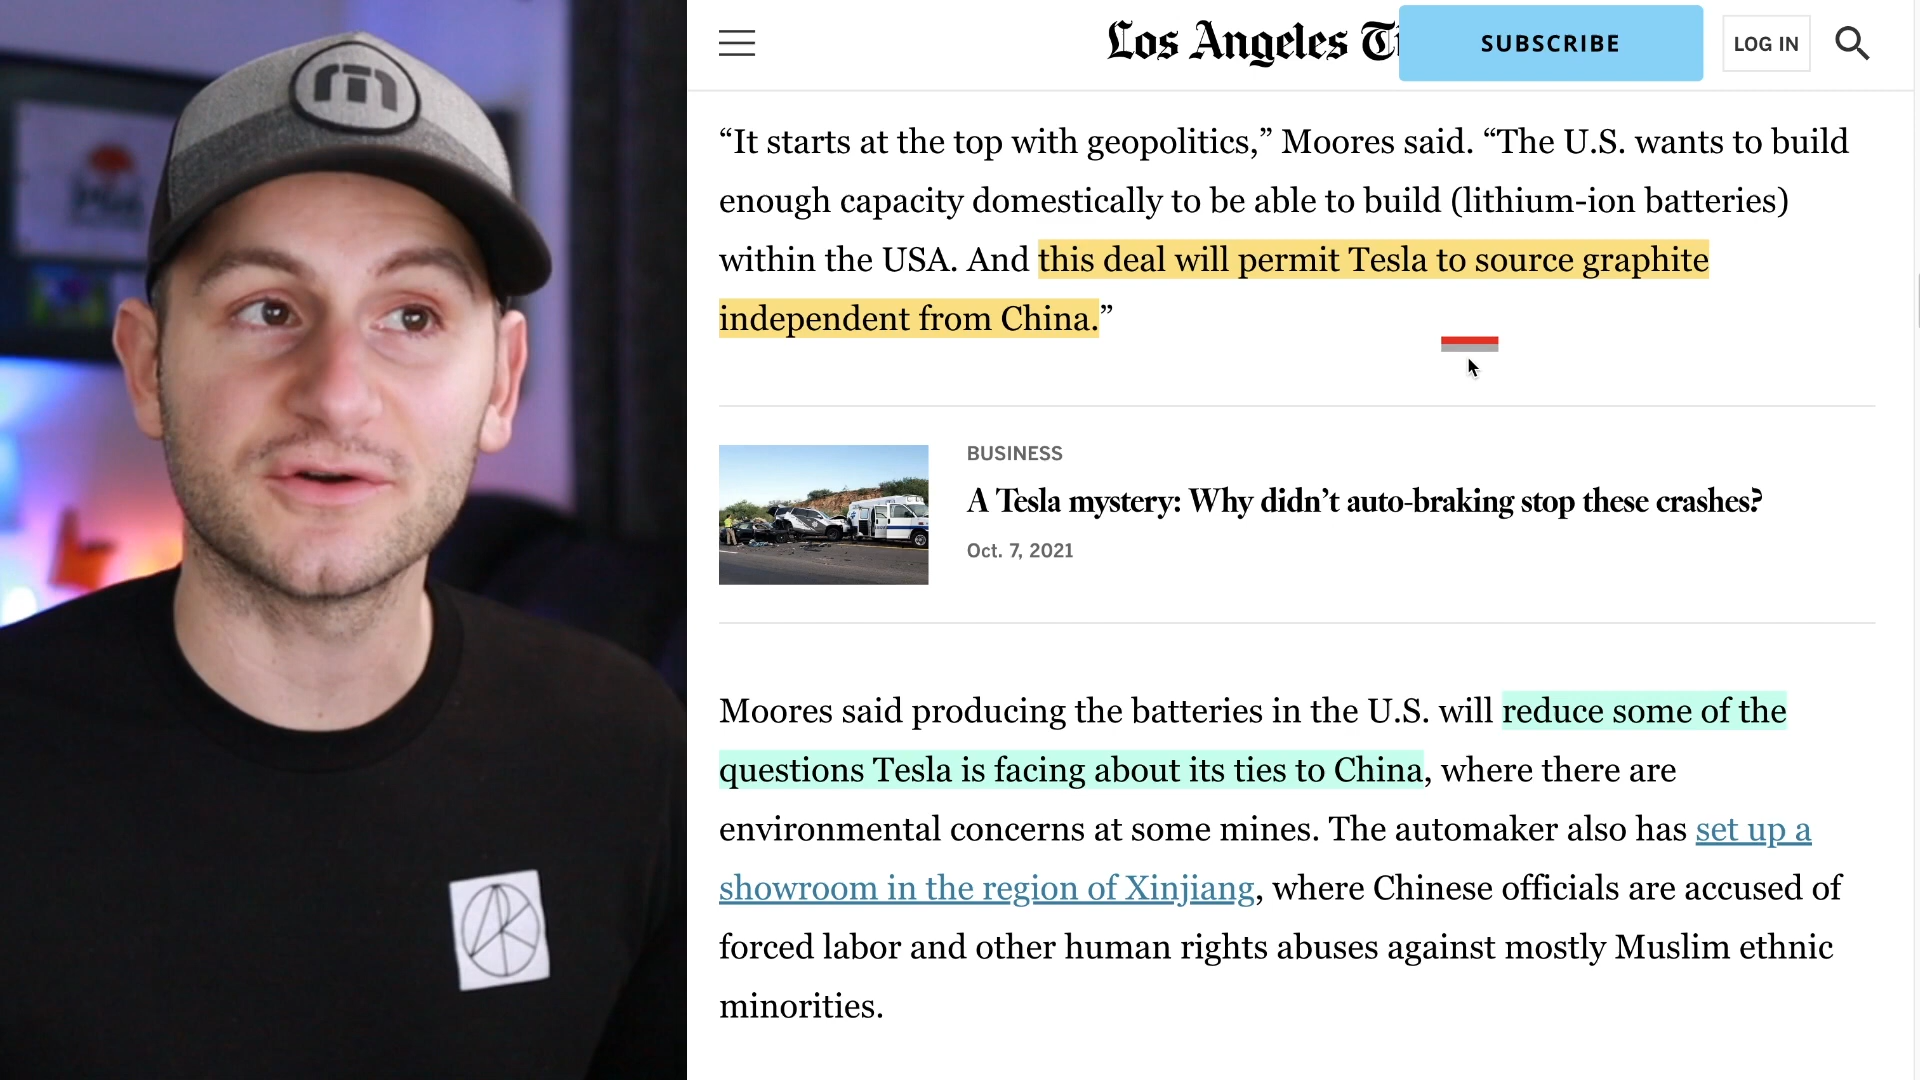 Los Angeles Ti
SUBSCRIBE
LOG IN
“It starts at the top with geopolitics,” Moores said. “The U.S. wants to build
enough capacity domestically to be able to build (lithium-ion batteries)
within the USA. And this deal will permit Tesla to source graphite
independent from China.”
BUSINESS
A Tesla mystery: Why didn’t auto-braking stop these crashes?
Oct. 7, 2021
Moores said producing the batteries in the U.S. will reduce some of the
questions Tesla is facing about its ties to China, where there are
environmental concerns at some mines. The automaker also has set up a
showroom in the region of Xinjiang, where Chinese officials are accused of
forced labor and other human rights abuses against mostly Muslim ethnic
minorities.